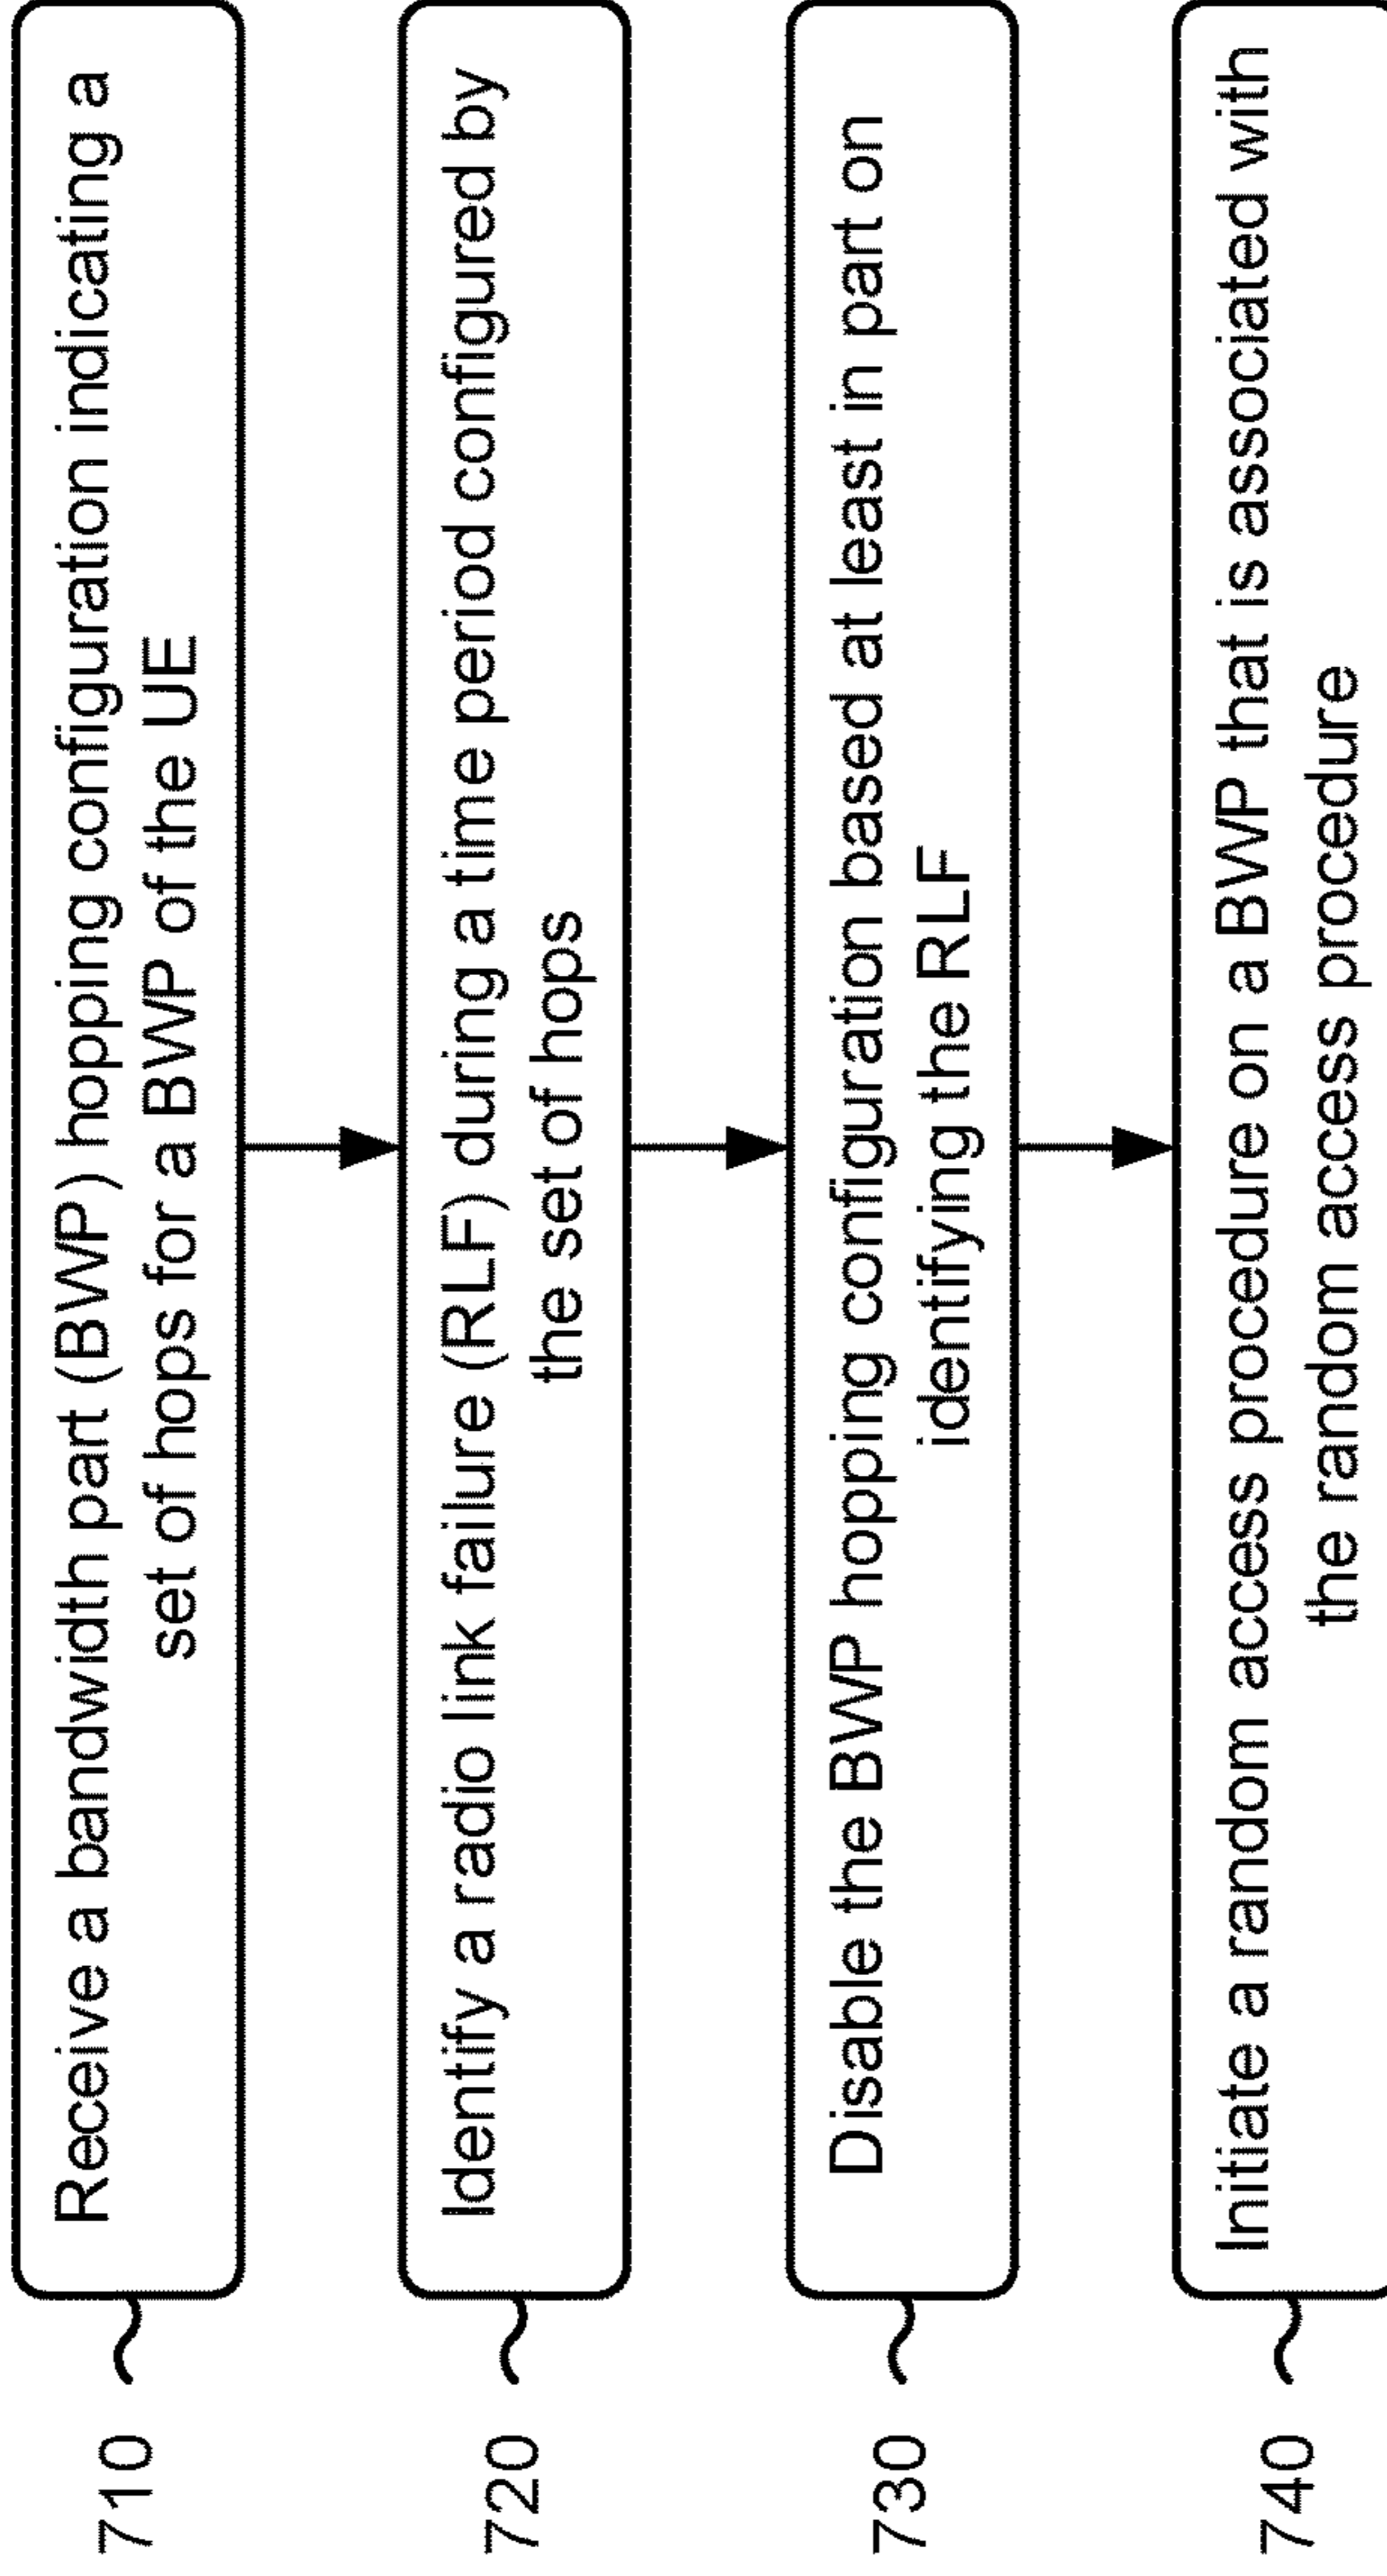 710
Receive a bandwidth part (BWP) hopping configuration indicating a
set of hops for a BWP of the UE
720
Identify a radio link failure (RLF) during a time period configured by
the set of hops
730
Disable the BWP hopping configuration based at least in part on
identifying the RLF
740
Initiate a random access procedure on a BWP that is associated with
the random access procedure